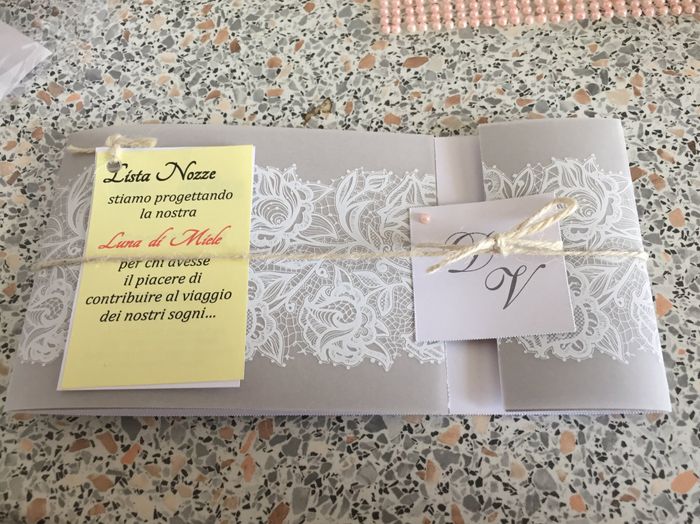 Lista Nozze
stiamo progettando
la nostra
Luna di Miele
per chi avesse
il piacere di
contribuire al viaggio
dei nostri sogni...
D
V